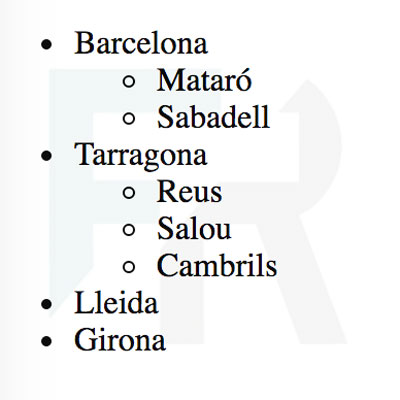 Barcelona
Mataró
Sabadell
Tarragona
Reus
Salou
Cambrils
Lleida
Girona